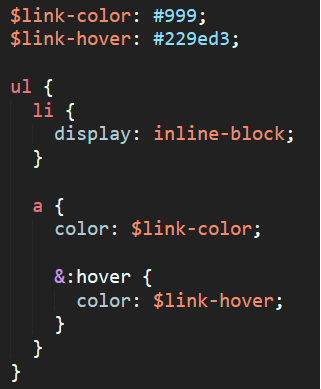 $link-color: #999;
$link-hover: #229ed3;
ul {
li {
display: inline-block;
}
a {
color: $link-color;
&:hover {
color: $link-hover;
}
}
}